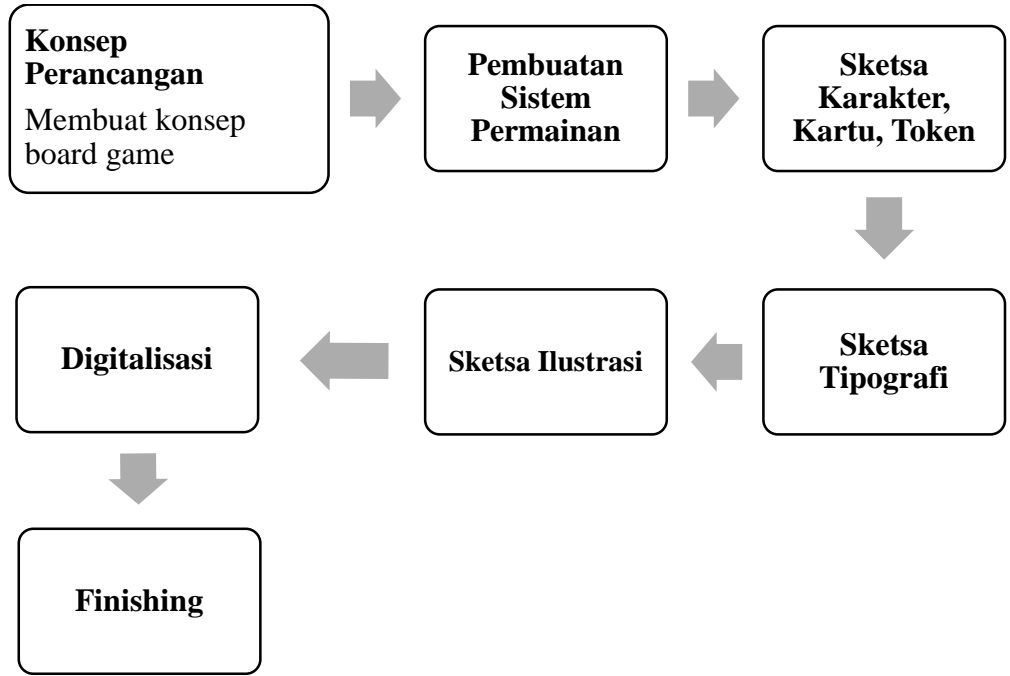 Konsep
Perancangan
Membuat konsep
board game
Pembuatan
Sistem
Permainan
Sketsa
Karakter,
Kartu, Token
Sketsa
Tipografi
Sketsa Ilustrasi
Digitalisasi
Finishing